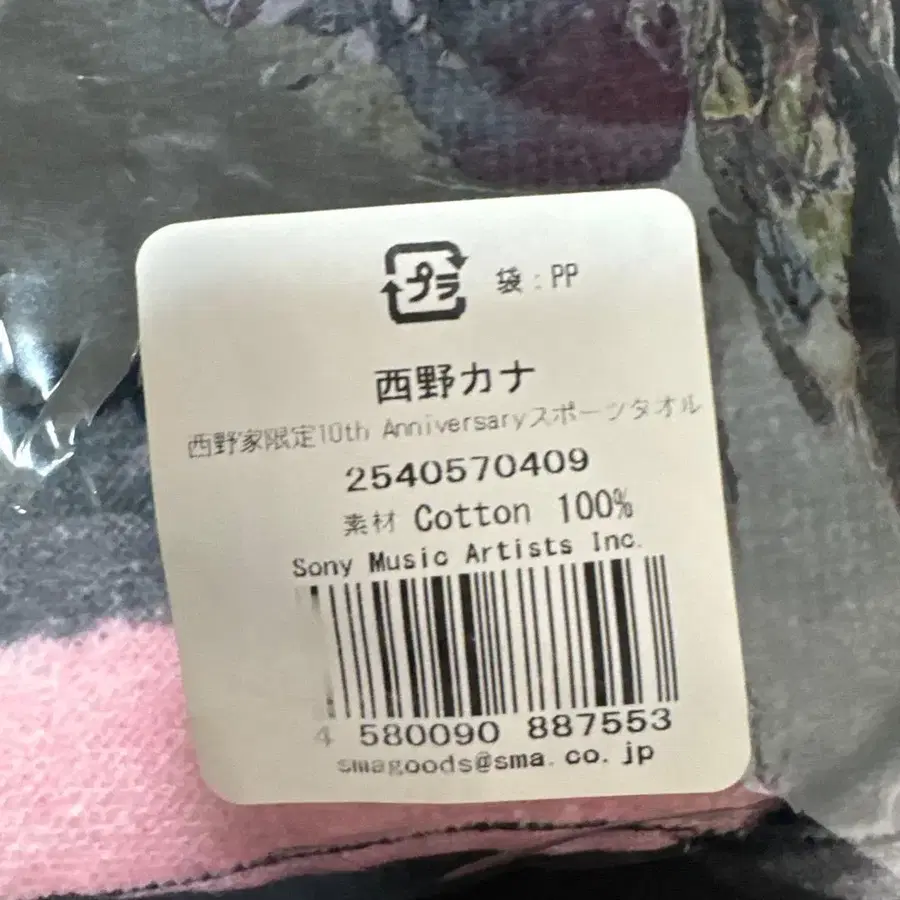 プラ 袋：PP
西野カナ
西野家限定10th Anniversaryスポーツタオル
2540570409
素材 Cotton 100%
Sony Music Artists Inc.
4 580090 887553
smagoods@sma.co.jp